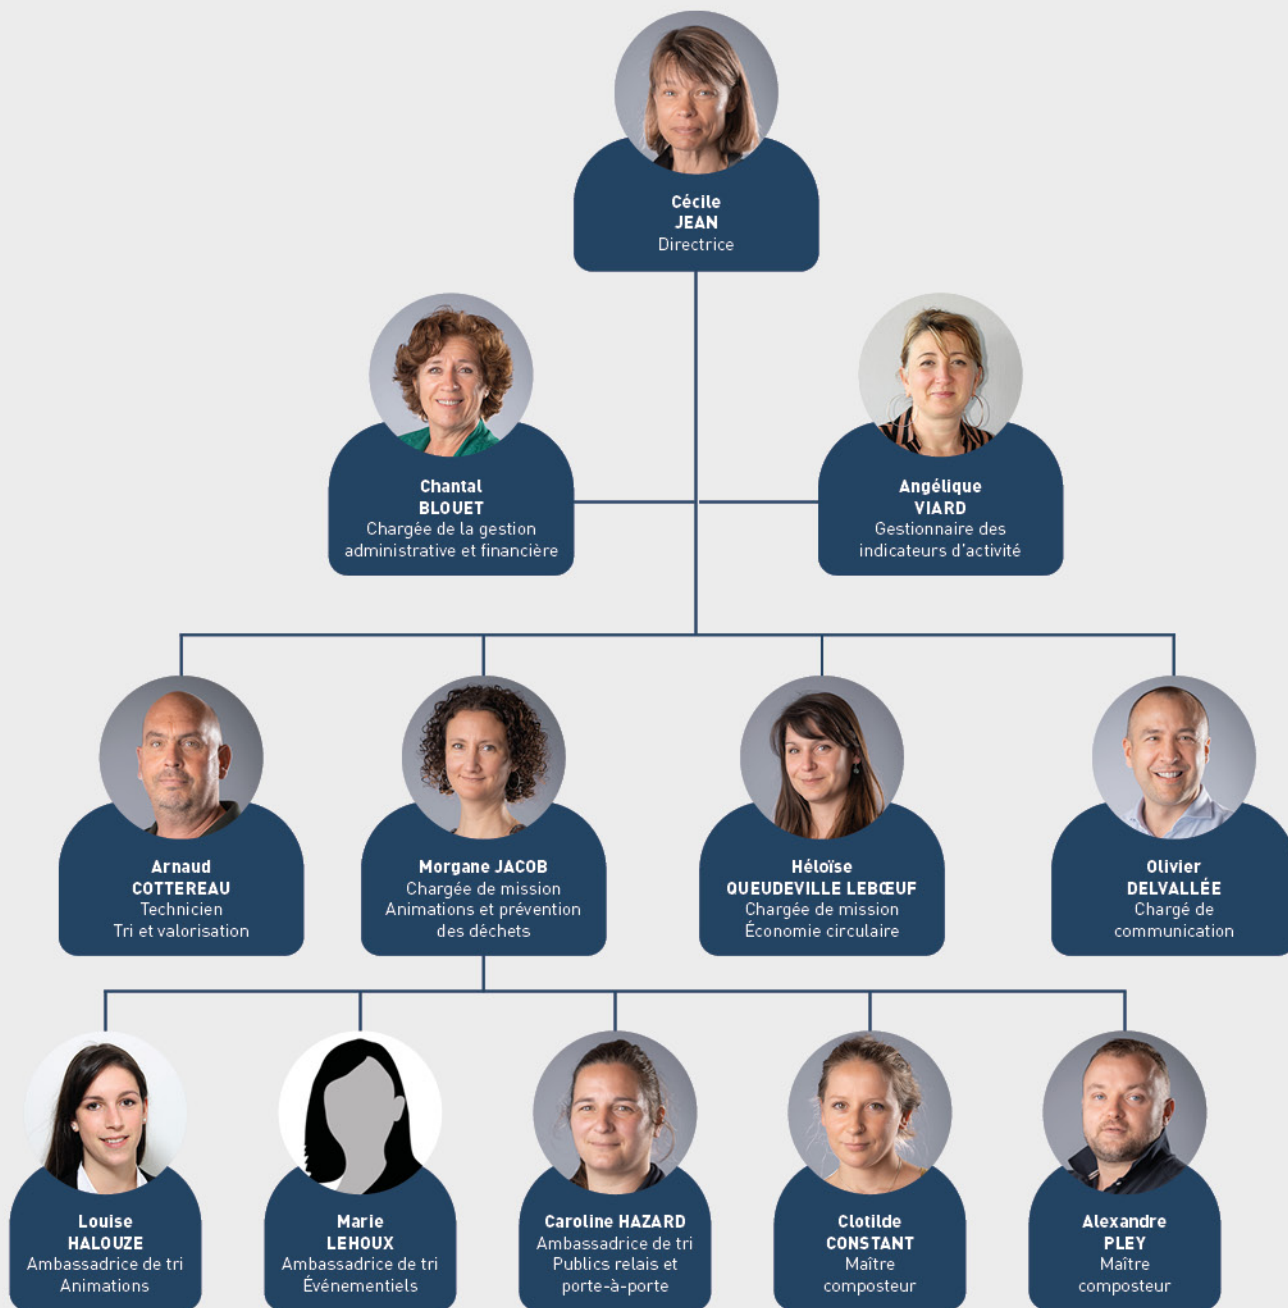 Cécile
JEAN
Directrice
Chantal
BLOUET
Chargée de la gestion
administrative et financière
Angélique
VIARD
Gestionnaire des
indicateurs d'activité
Arnaud
COTTEREAU
Technicien
Tri et valorisation
Morgane JACOB
Chargée de mission
Animations et prévention
des déchets
Héloïse
QUEUDEVILLE LEBŒUF
Chargée de mission
Économie circulaire
Olivier
DELVALLÉE
Chargé de
communication
Louise
HALOUZE
Ambassadrice de tri
Animations
Marie
LEHOUX
Ambassadrice de tri
Événementiels
Caroline HAZARD
Ambassadrice de tri
Publics relais et
porte-à-porte
Clotilde
CONSTANT
Maître
composteur
Alexandre
PLEY
Maître
composteur